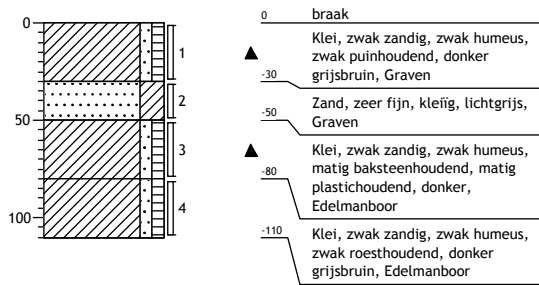 0
50
100
1
2
3
4
0 braak
Klei, zwak zandig, zwak humeus,
zwak puinhoudend, donker
grijsbruin, Graven
-30
Zand, zeer fijn, kleiïg, lichtgrijs,
Graven
-50
Klei, zwak zandig, zwak humeus,
matig baksteenhoudend, matig
plastichoudend, donker,
Edelmanboor
-80
Klei, zwak zandig, zwak humeus,
zwak roesthoudend, donker
grijsbruin, Edelmanboor
-110